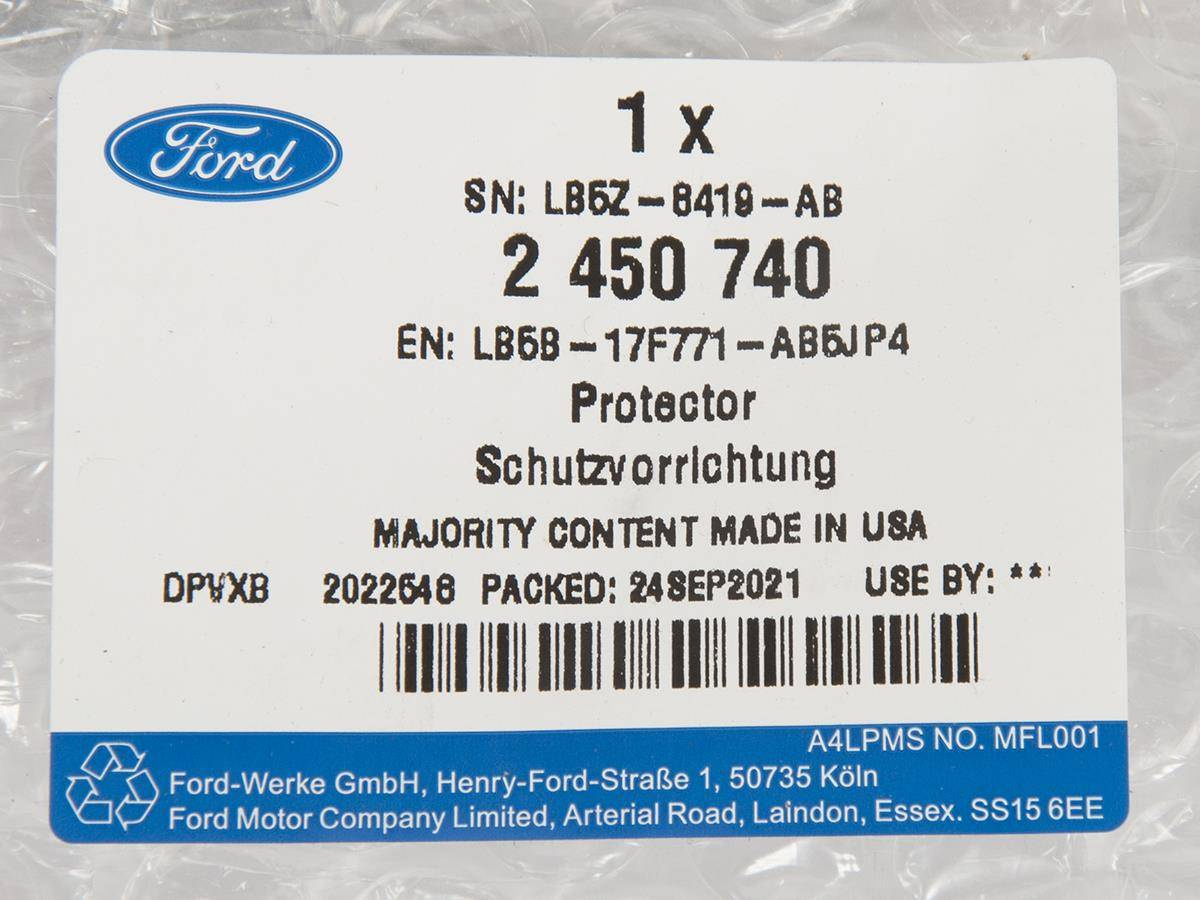 Ford
1 x
SN: LB5Z-8419-AB
2 450 740
EN: LB5B-17F771-AB5JP4
Protector
Schutzvorrichtung
MAJORITY CONTENT MADE IN USA
DPVXB 2022548 PACKED: 24SEP2021 USE BY: **
A4LPMS NO. MFL001
Ford-Werke GmbH, Henry-Ford-Straße 1, 50735 Köln
Ford Motor Company Limited, Arterial Road, Laindon, Essex. SS15 6EE